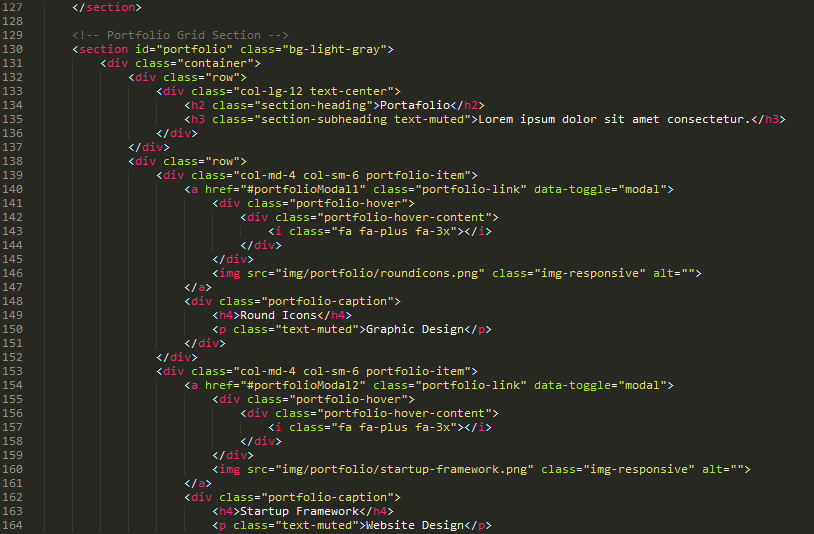 127 </section>
128
129 <!-- Portfolio Grid Section -->
130 <section id="portfolio" class="bg-light-gray">
131 <div class="container">
132 <div class="row">
133 <div class="col-lg-12 text-center">
134 <h2 class="section-heading">Portafolio</h2>
135 <h3 class="section-subheading text-muted">Lorem ipsum dolor sit amet consectetur.</h3>
136 </div>
137 </div>
138 <div class="row">
139 <div class="col-md-4 col-sm-6 portfolio-item">
140 <a href="#portfolioModal1" class="portfolio-link" data-toggle="modal">
141 <div class="portfolio-hover">
142 <div class="portfolio-hover-content">
143 <i class="fa fa-plus fa-3x"></i>
144 </div>
145 </div>
146 <img src="img/portfolio/roundicons.png" class="img-responsive" alt="">
147 </a>
148 <div class="portfolio-caption">
149 <h4>Round Icons</h4>
150 <p class="text-muted">Graphic Design</p>
151 </div>
152 </div>
153 <div class="col-md-4 col-sm-6 portfolio-item">
154 <a href="#portfolioModal2" class="portfolio-link" data-toggle="modal">
155 <div class="portfolio-hover">
156 <div class="portfolio-hover-content">
157 <i class="fa fa-plus fa-3x"></i>
158 </div>
159 </div>
160 <img src="img/portfolio/startup-framework.png" class="img-responsive" alt="">
161 </a>
162 <div class="portfolio-caption">
163 <h4>Startup Framework</h4>
164 <p class="text-muted">Website Design</p>